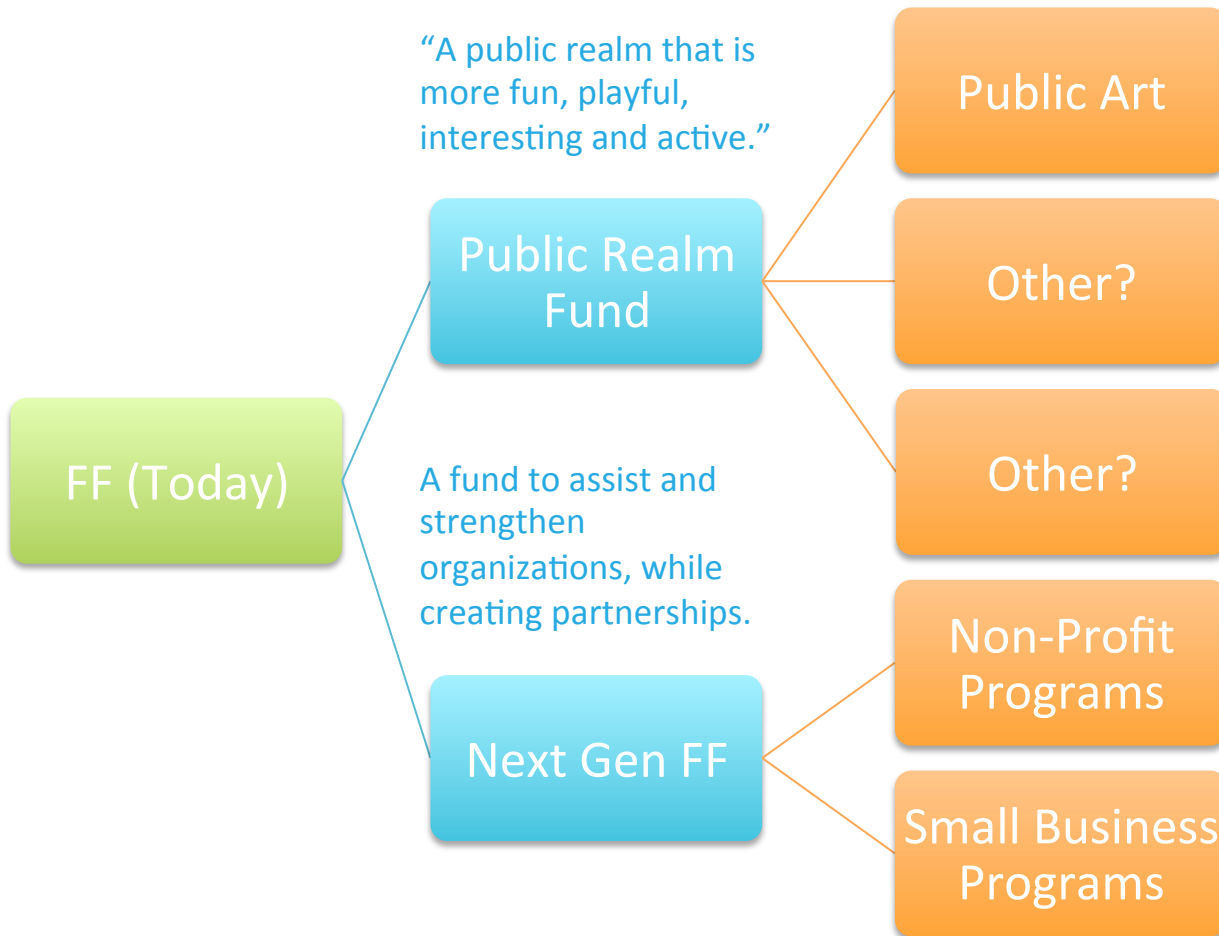 “A public realm that is
more fun, playful,
interesting and active.”
Public Art
Public Realm
Fund
Other?
FF (Today)
A fund to assist and
strengthen
organizations, while
creating partnerships.
Other?
Next Gen FF
Non-Profit
Programs
Small Business
Programs